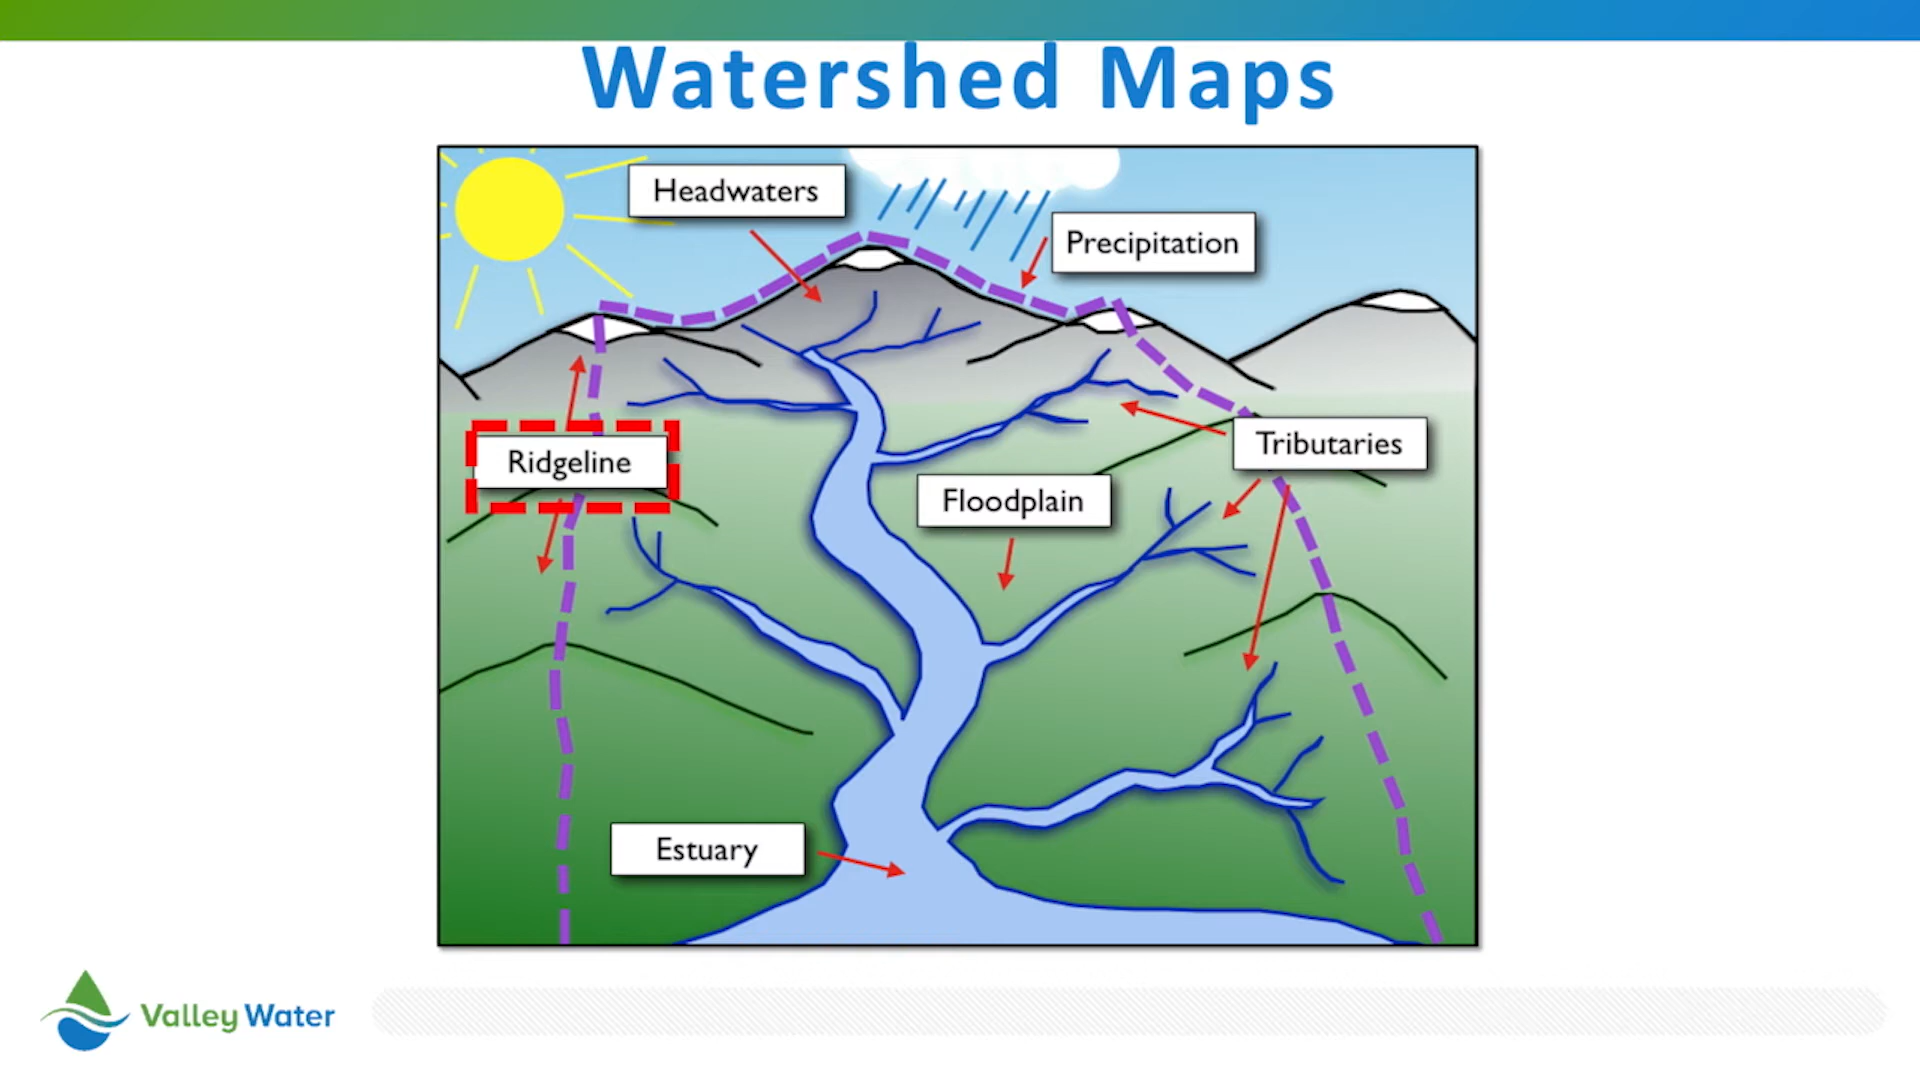 Watershed Maps
Headwaters
Precipitation
Ridgeline
Tributaries
Floodplain
Estuary
Valley Water